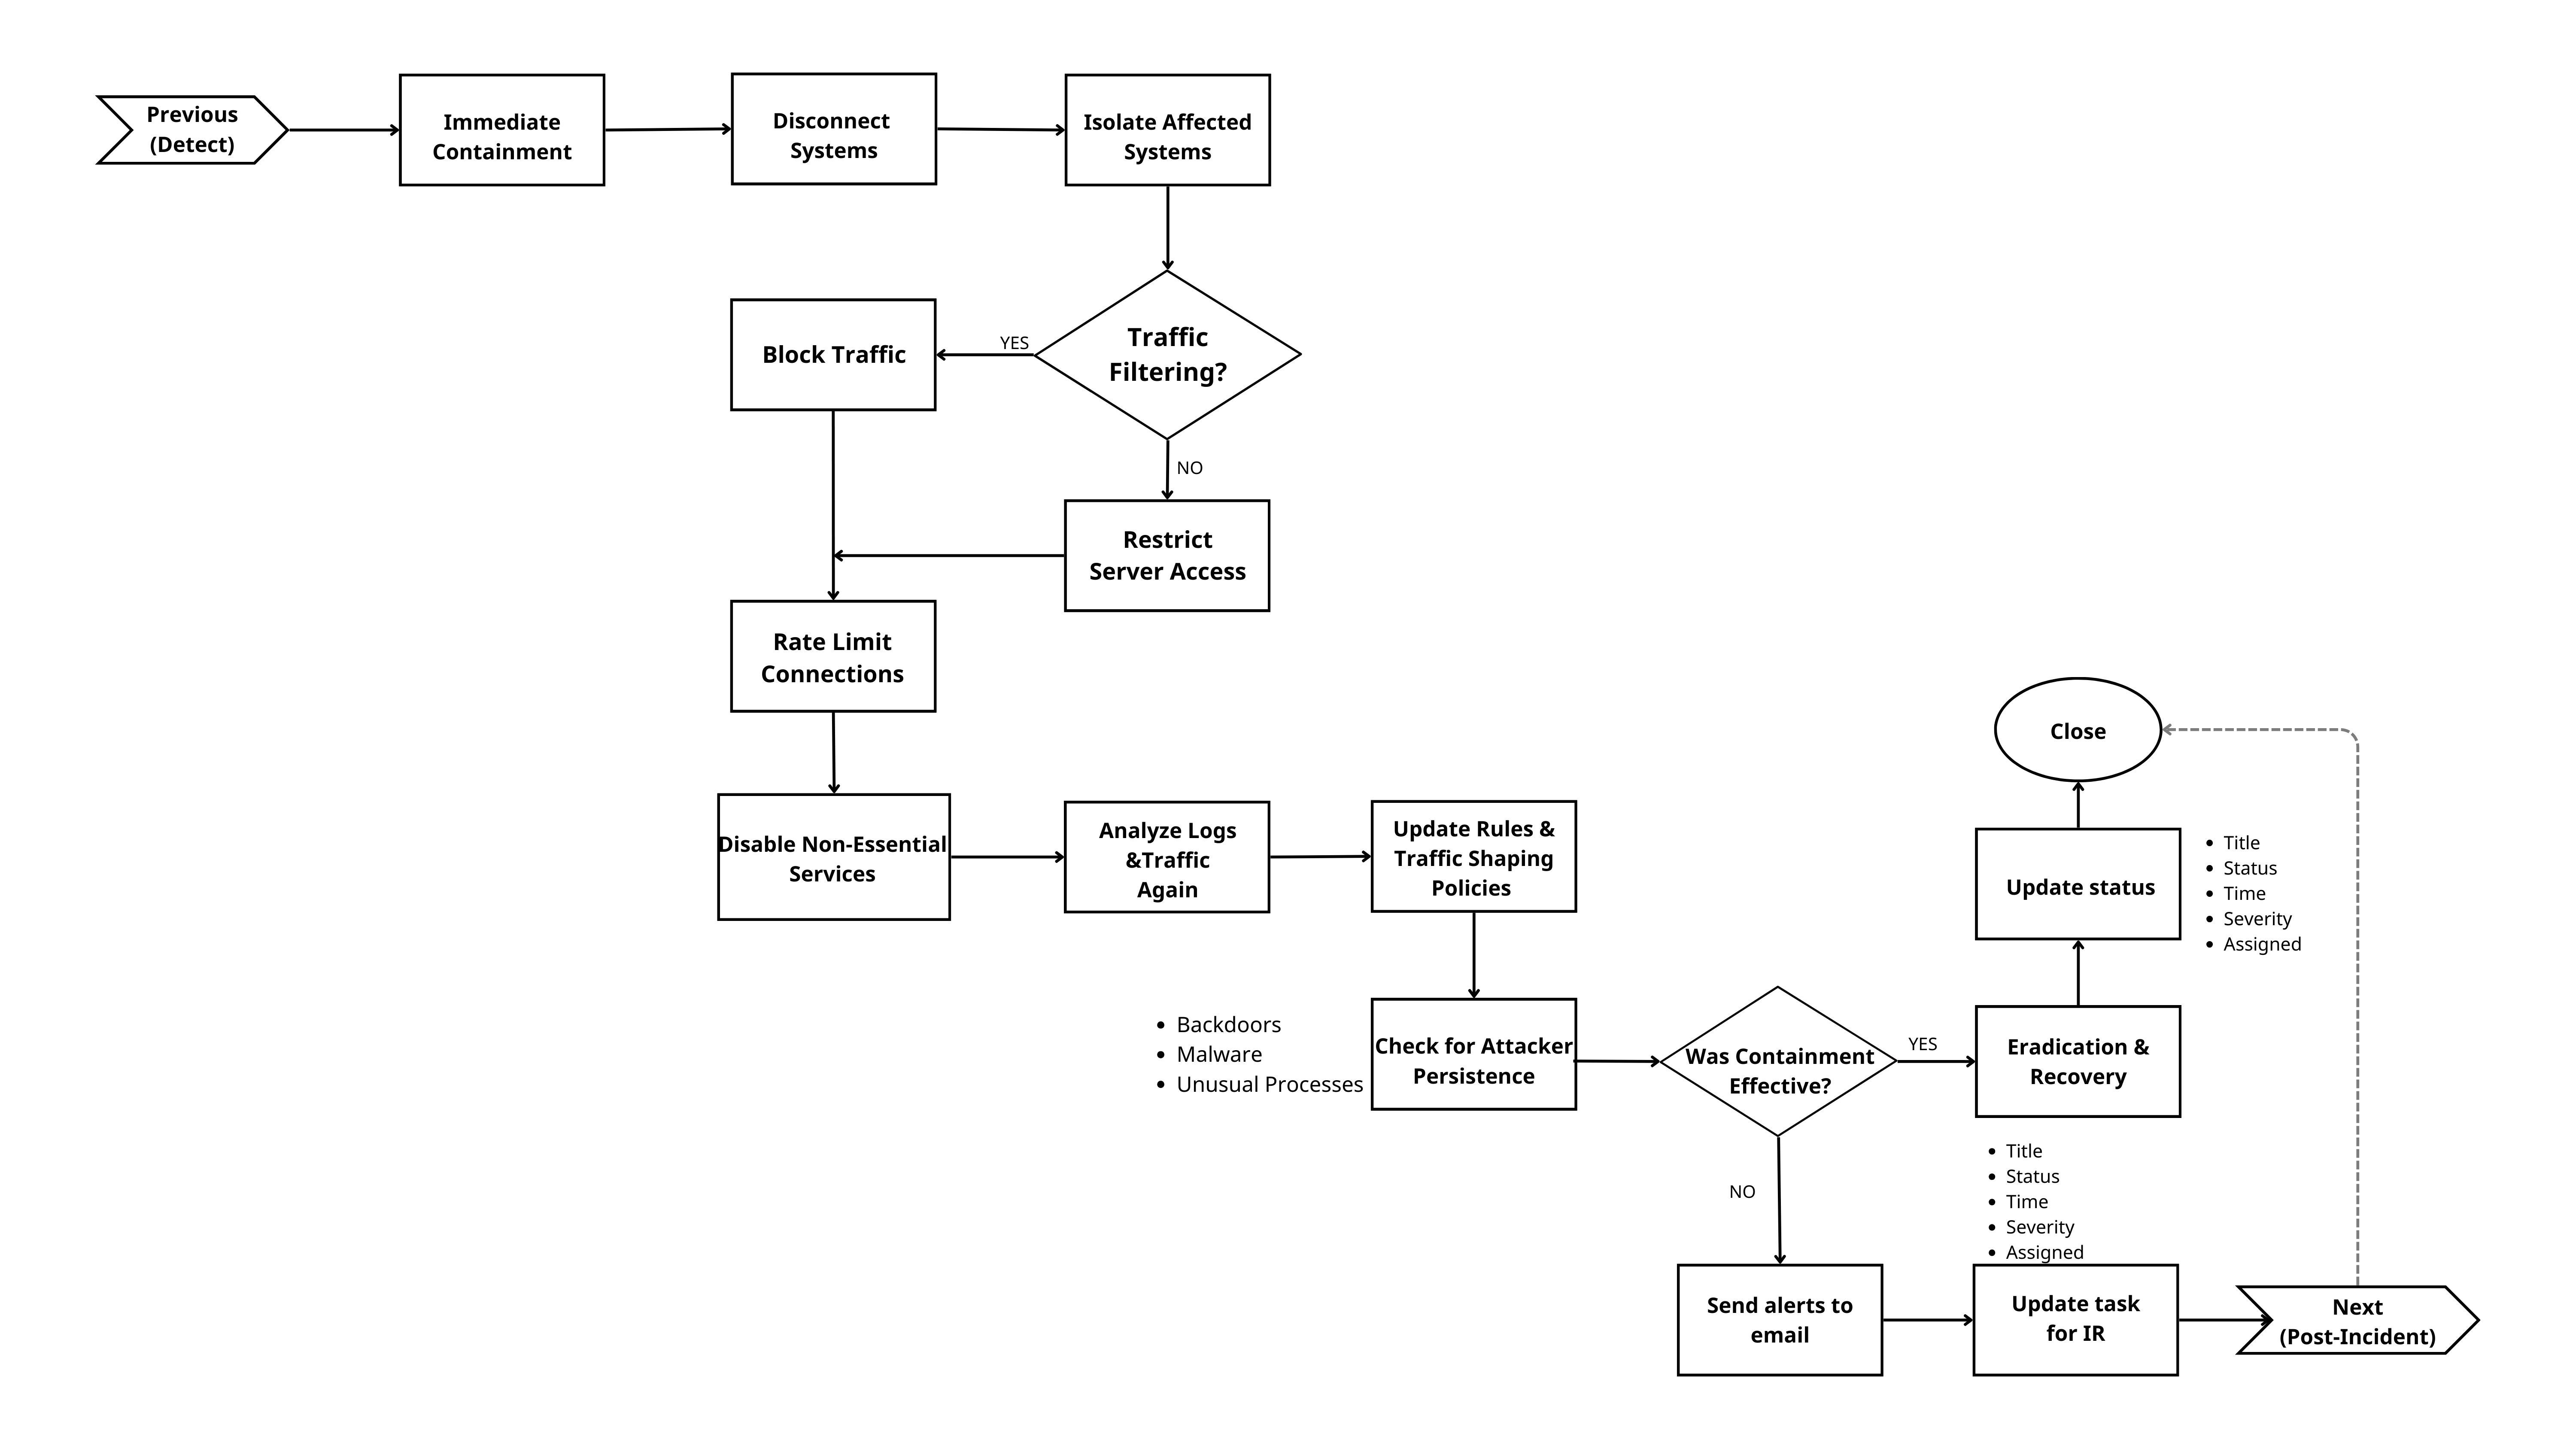 Previous
(Detect)
Immediate
Containment
Disconnect
Systems
Isolate Affected
Systems
Block Traffic
YES
Traffic
Filtering?
NO
Restrict
Server Access
Rate Limit
Connections
Disable Non-Essential
Services
Analyze Logs
&Traffic
Again
Update Rules &
Traffic Shaping
Policies
Backdoors
Malware
Unusual Processes
Check for Attacker
Persistence
Was Containment
Effective?
YES
Eradication &
Recovery
Update status
Title
Status
Time
Severity
Assigned
Close
NO
Send alerts to
email
Title
Status
Time
Severity
Assigned
Update task
for IR
Next
(Post-Incident)